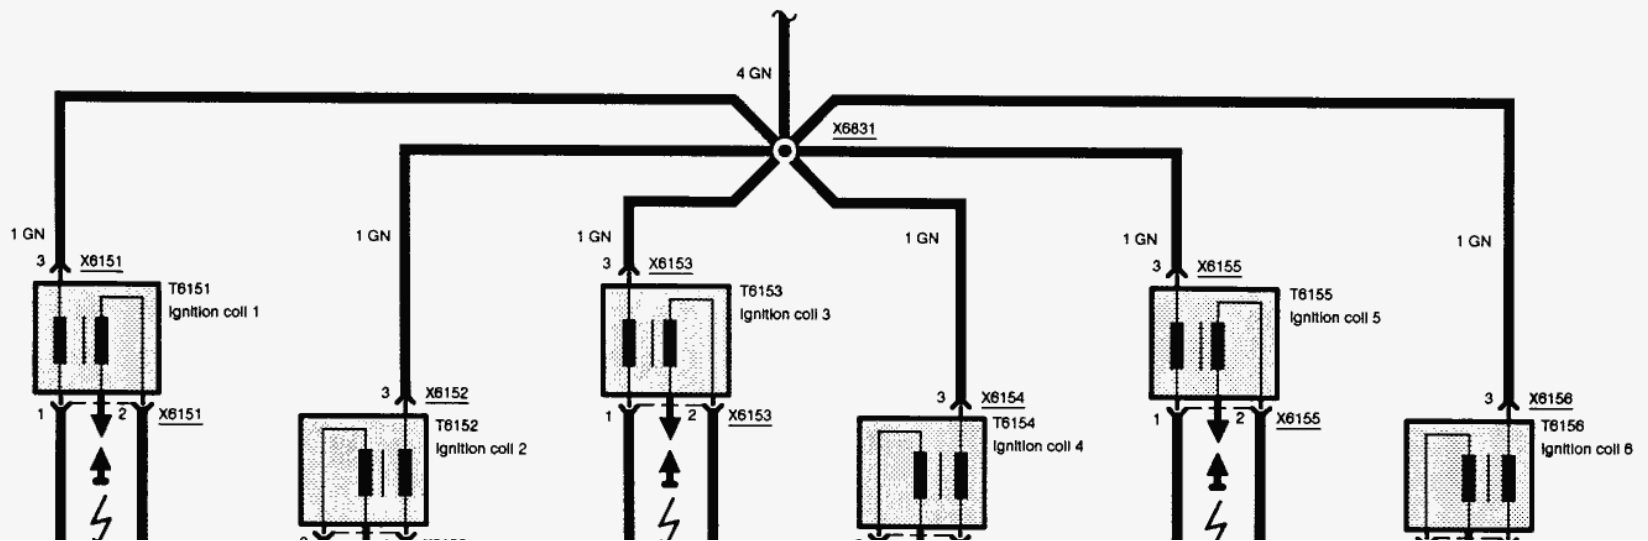 4 GN
X6831
1 GN
1 GN
1 GN
1 GN
1 GN
1 GN
3 X6151
3 X6153
3 X6155
T6151
Ignition coil 1
T6153
Ignition coil 3
T6155
Ignition coil 5
3 X6152
3 X6154
3 X6156
1 2 X6151
1 2 X6153
1 2 X6155
T6152
Ignition coil 2
T6154
Ignition coil 4
T6156
Ignition coil 6